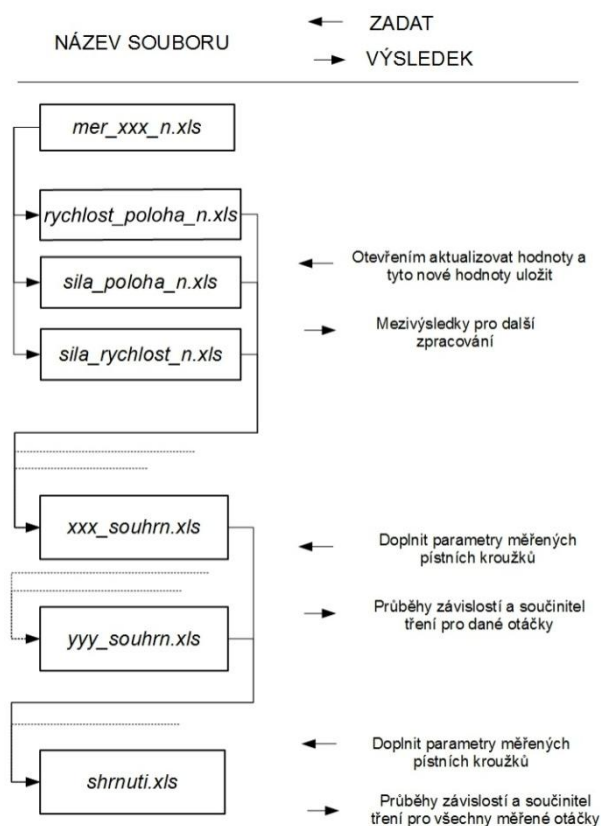 NÁZEV SOUBORU
ZADAT
VÝSLEDEK
mer_xxx_n.xls
rychlost_poloha_n.xls
sila_poloha_n.xls
Otevřením aktualizovat hodnoty a
tyto nové hodnoty uložit
sila_rychlost_n.xls
Mezivýsledky pro další
zpracování
xxx_souhrn.xls
Doplnit parametry měřených
pístních kroužků
yyy_souhrn.xls
Průběhy závislostí a součinitel
tření pro dané otáčky
shrnuti.xls
Doplnit parametry měřených
pístních kroužků
Průběhy závislostí a součinitel
tření pro všechny měřené otáčky